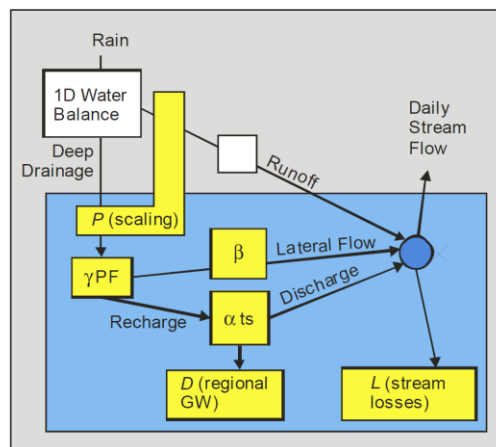 Rain
1D Water
Balance
Daily
Stream
Flow
Deep
Drainage
Runoff
P (scaling)
β
Lateral Flow
γPF
Discharge
Recharge
α ts
D (regional
GW)
L (stream
losses)